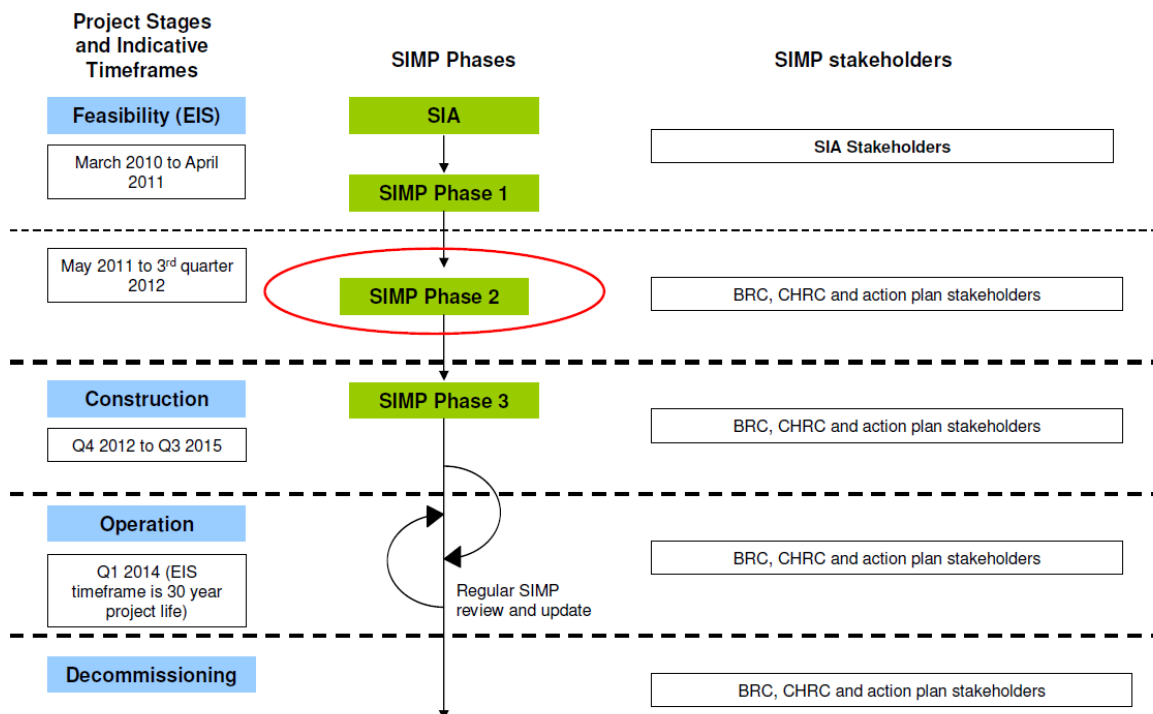 Project Stages
and Indicative
Timeframes
SIMP Phases
SIMP stakeholders
Feasibility (EIS)
SIA
March 2010 to April
2011
SIA Stakeholders
SIMP Phase 1
May 2011 to 3rd quarter
2012
SIMP Phase 2
BRC, CHRC and action plan stakeholders
Construction
SIMP Phase 3
Q4 2012 to Q3 2015
BRC, CHRC and action plan stakeholders
Operation
Q1 2014 (EIS
timeframe is 30 year
project life)
BRC, CHRC and action plan stakeholders
Regular SIMP
review and update
Decommissioning
BRC, CHRC and action plan stakeholders